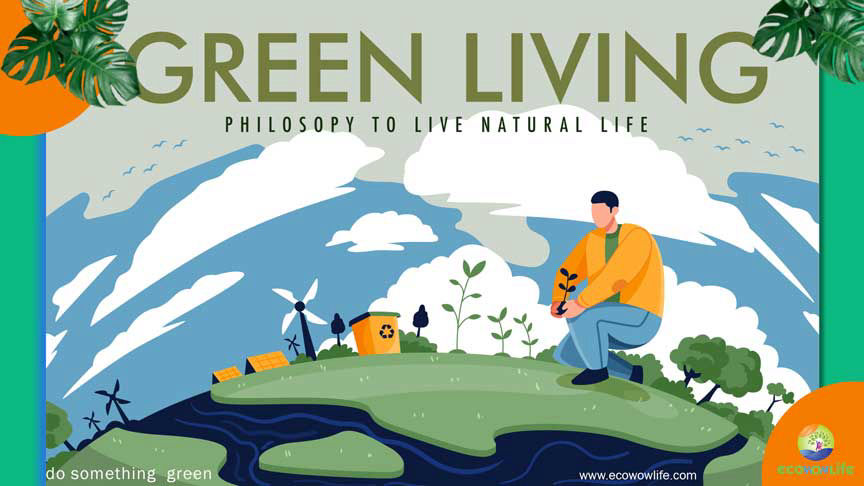 GREEN LIVING
PHILOSOPY TO LIVE NATURAL LIFE
do something green
www.ecowowlife.com
ecowowlife